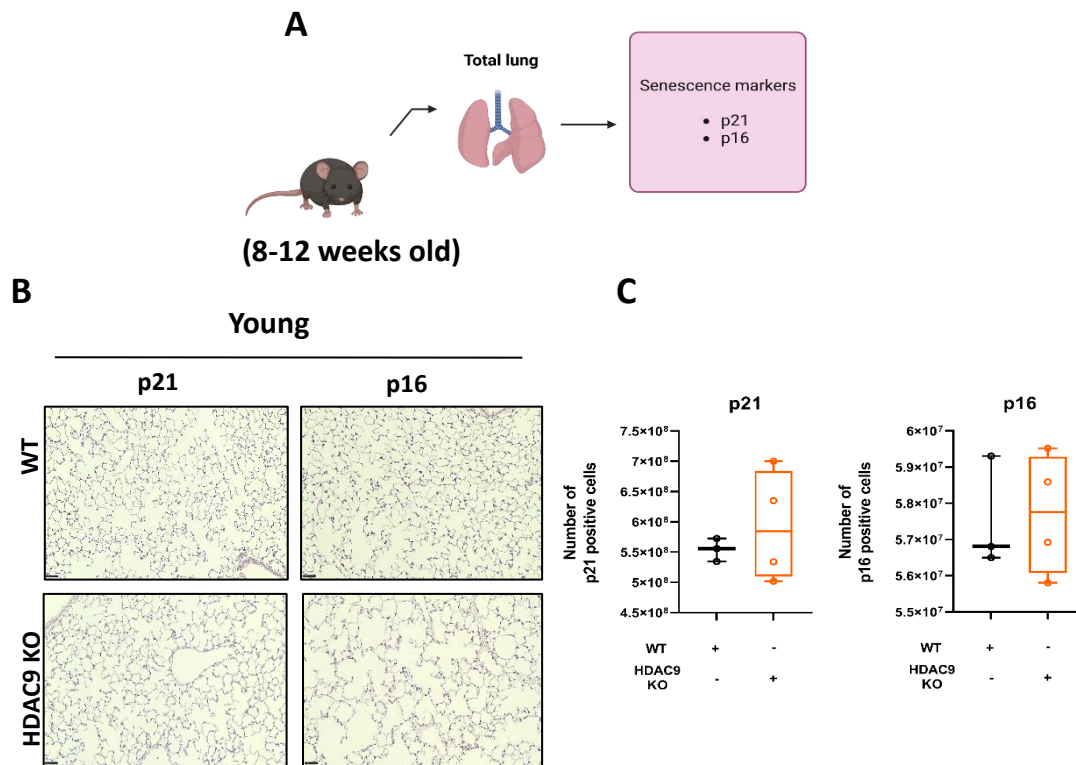 A
Total lung
Senescence markers
• p21
• p16
(8-12 weeks old)
B
Young
p21
p16
WT
HDAC9 KO
C
p21
Number of
p21 positive cells
7.5×10⁸
7×10⁸
6.5×10⁸
6×10⁸
5.5×10⁸
5×10⁸
4.5×10⁸
WT + -
HDAC9
KO - +
p16
Number of
p16 positive cells
6×10⁷
5.9×10⁷
5.8×10⁷
5.7×10⁷
5.6×10⁷
5.5×10⁷
WT + -
HDAC9
KO - +